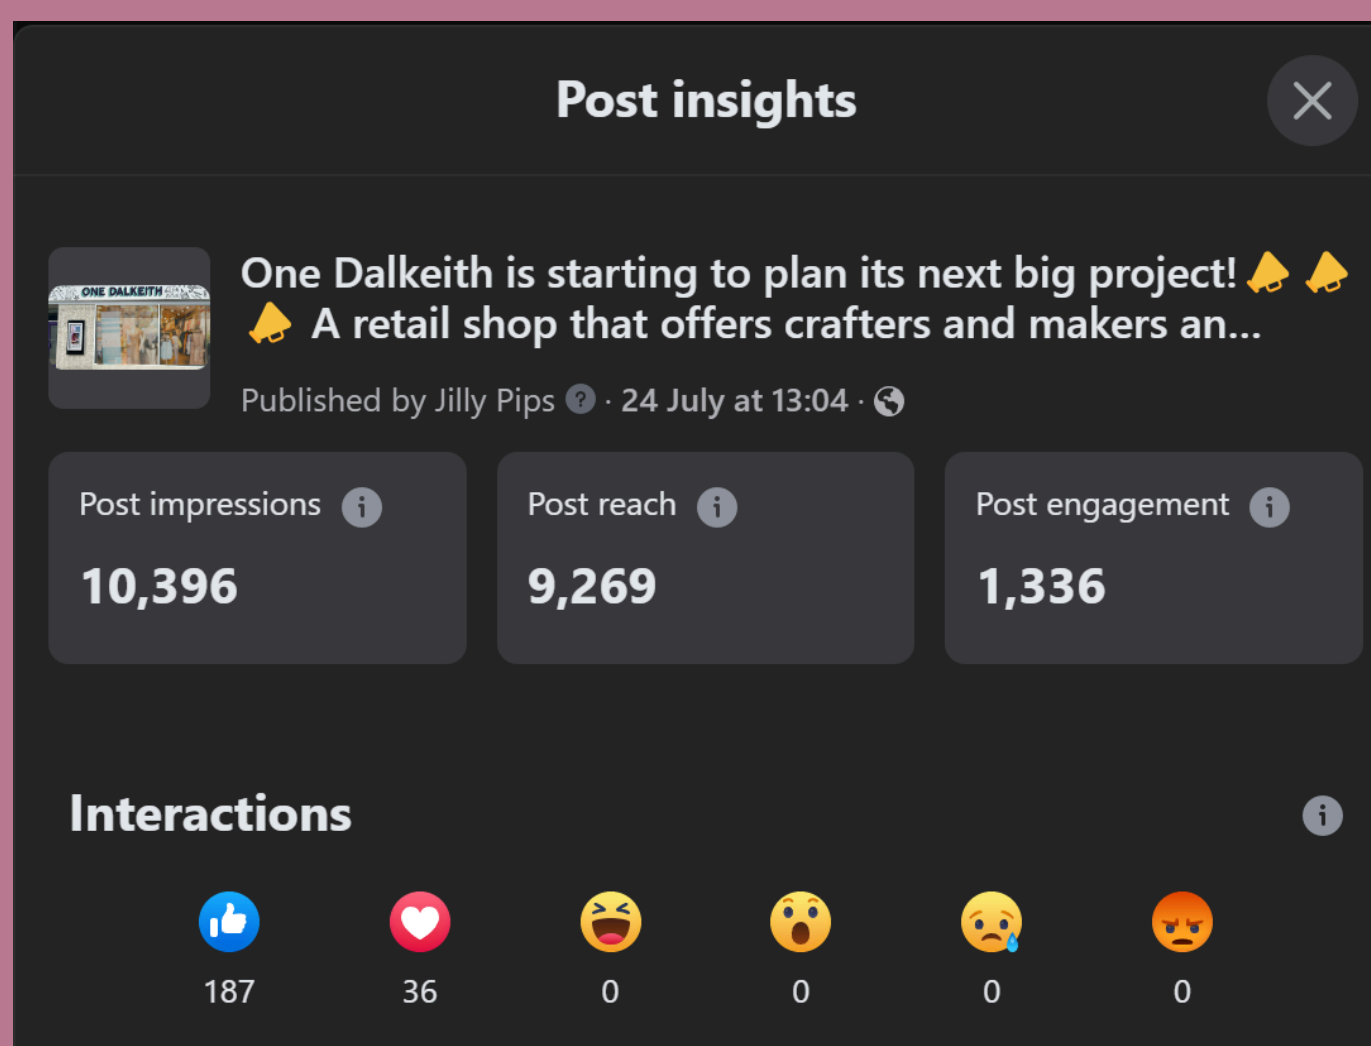 Post insights
ONE DALKEITH
One Dalkeith is starting to plan its next big project!📣📣
📣 A retail shop that offers crafters and makers an...
Published by Jilly Pips · 24 July at 13:04 ·
Post impressions
10,396
Post reach
9,269
Post engagement
1,336
Interactions
187 36 0 0 0 0